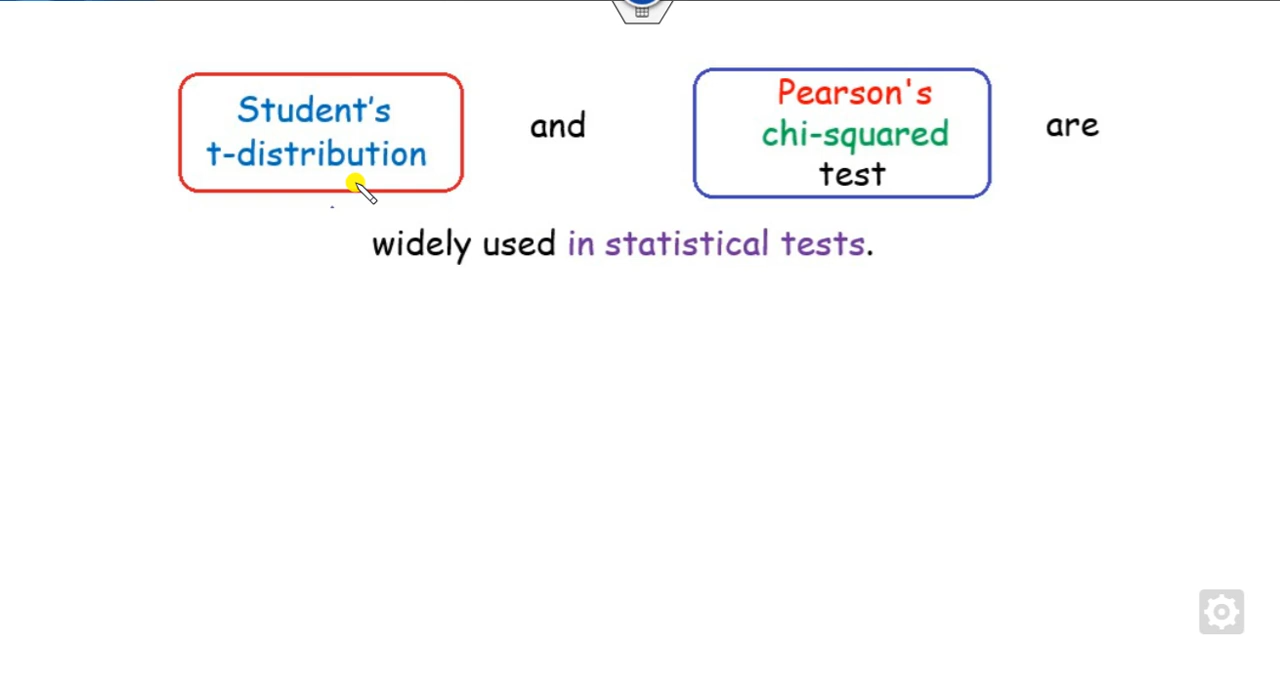 Student's
t-distribution
and
Pearson's
chi-squared
test
are
widely used in statistical tests.